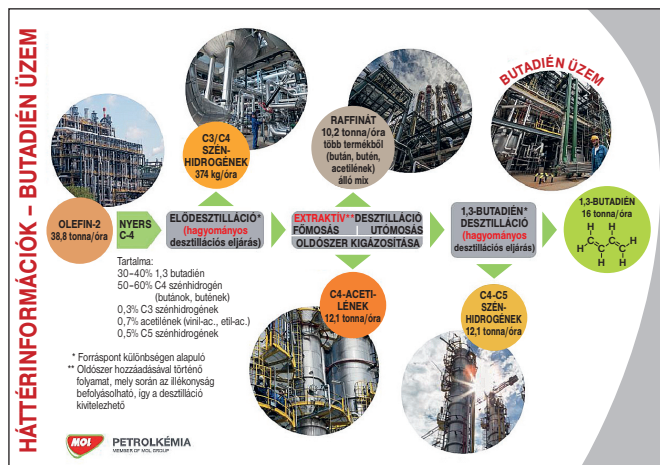 HÁTTÉRINFORMÁCIÓK – BUTADIÉN ÜZEM
BUTADIÉN ÜZEM
C3/C4
SZÉN-
HIDROGÉNEK
374 kg/óra
RAFFINÁT
10,2 tonna/óra
több termékből
(bután, butén,
acetilének)
álló mix
OLEFIN-2
38,8 tonna/óra
NYERS
C-4
ELŐDESZTILLÁCIÓ*
(hagyományos
desztillációs eljárás)
EXTRAKTÍV**DESZTILLÁCIÓ
FŐMOSÁS | UTÓMOSÁS
OLDÓSZER KIGÁZOSÍTÁSA
1,3-BUTADIÉN*
DESZTILLÁCIÓ
(hagyományos
desztillációs eljárás)
1,3-BUTADIÉN
16 tonna/óra
H H
C C
H C C H
H H
Tartalma:
30–40% 1,3 butadién
50–60% C4 szénhidrogén
(butánok, butének)
0,3% C3 szénhidrogének
0,7% acetilének (vinil-ac., etil-ac.)
0,5% C5 szénhidrogének
C4-ACETI-
LÉNEK
12,1 tonna/óra
C4-C5
SZÉN-
HIDROGÉNEK
12,1 tonna/óra
* Forráspont különbségen alapuló
** Oldószer hozzáadásával történő
folyamat, mely során az illékonyság
befolyásolható, így a desztilláció
kivitelezhető
MOL
PETROLKÉMIA
MEMBER OF MOL GROUP